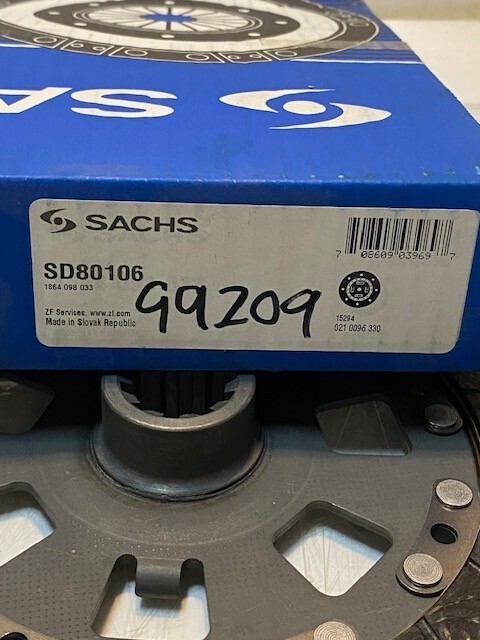 SA
SACHS
SD80106
1864 098 033
99209
ZF Services, www.zf.com
Made in Slovak Republic
7 08609 03969 7
15294
021 0096 330